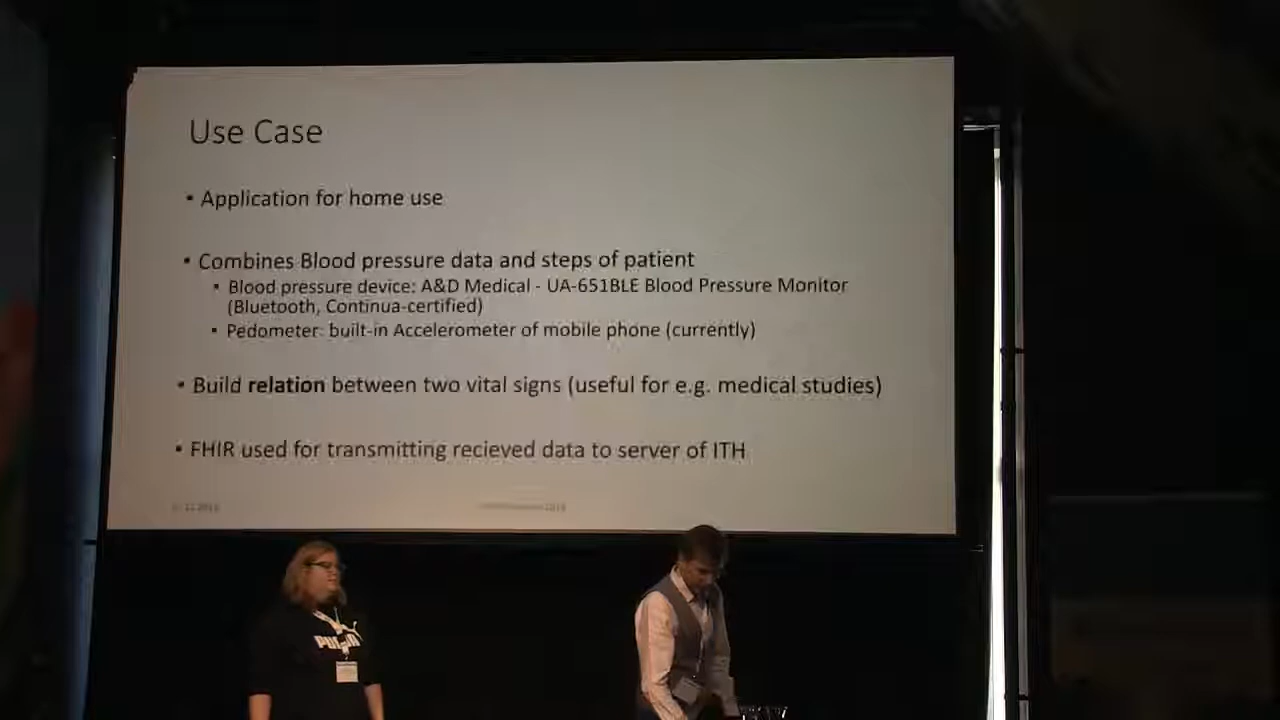 Use Case
• Application for home use
• Combines Blood pressure data and steps of patient
• Blood pressure device: A&D Medical - UA-651BLE Blood Pressure Monitor
(Bluetooth, Continua-certified)
• Pedometer: built-in Accelerometer of mobile phone (currently)
• Build relation between two vital signs (useful for e.g. medical studies)
• FHIR used for transmitting recieved data to server of ITH
PUMA